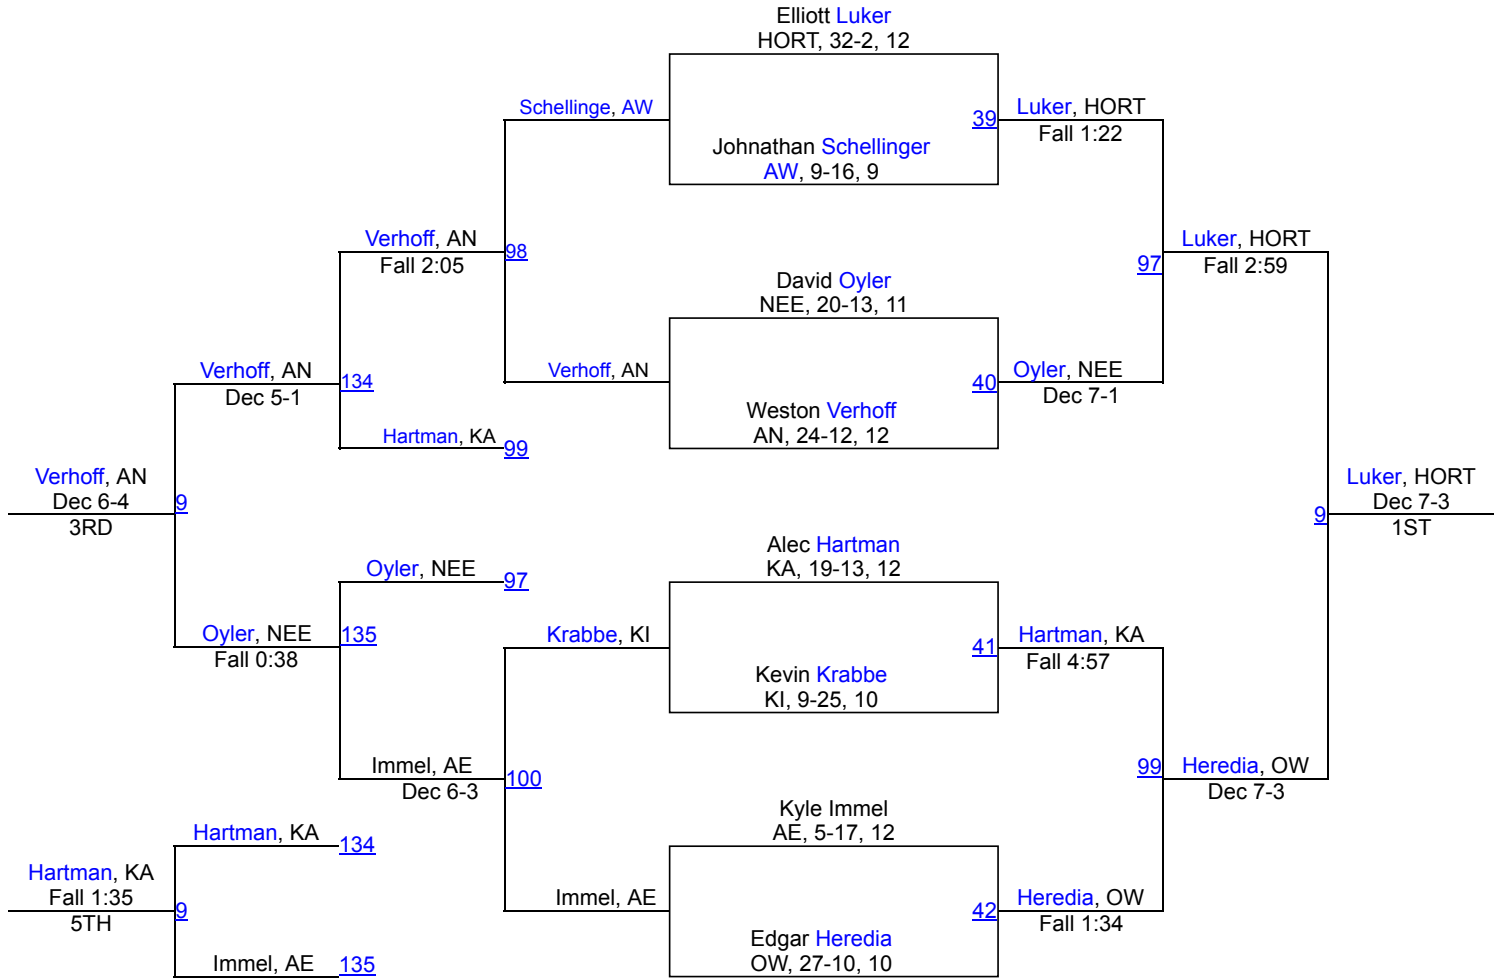 Elliott Luker
HORT, 32-2, 12
Schellinge, AW
39
Luker, HORT
Fall 1:22
Johnathan Schellinger
AW, 9-16, 9
Verhoff, AN
Fall 2:05
98
97
Luker, HORT
Fall 2:59
David Oyler
NEE, 20-13, 11
Verhoff, AN
Dec 5-1
134
Verhoff, AN
40
Oyler, NEE
Dec 7-1
Weston Verhoff
AN, 24-12, 12
Hartman, KA
99
Verhoff, AN
Dec 6-4
3RD
9
9
Luker, HORT
Dec 7-3
1ST
Alec Hartman
KA, 19-13, 12
Oyler, NEE
97
Oyler, NEE
Fall 0:38
135
Krabbe, KI
41
Hartman, KA
Fall 4:57
Kevin Krabbe
KI, 9-25, 10
Immel, AE
Dec 6-3
100
99
Heredia, OW
Dec 7-3
Kyle Immel
AE, 5-17, 12
Hartman, KA
134
Hartman, KA
Fall 1:35
5TH
9
Immel, AE
42
Heredia, OW
Fall 1:34
Edgar Heredia
OW, 27-10, 10
Immel, AE
135